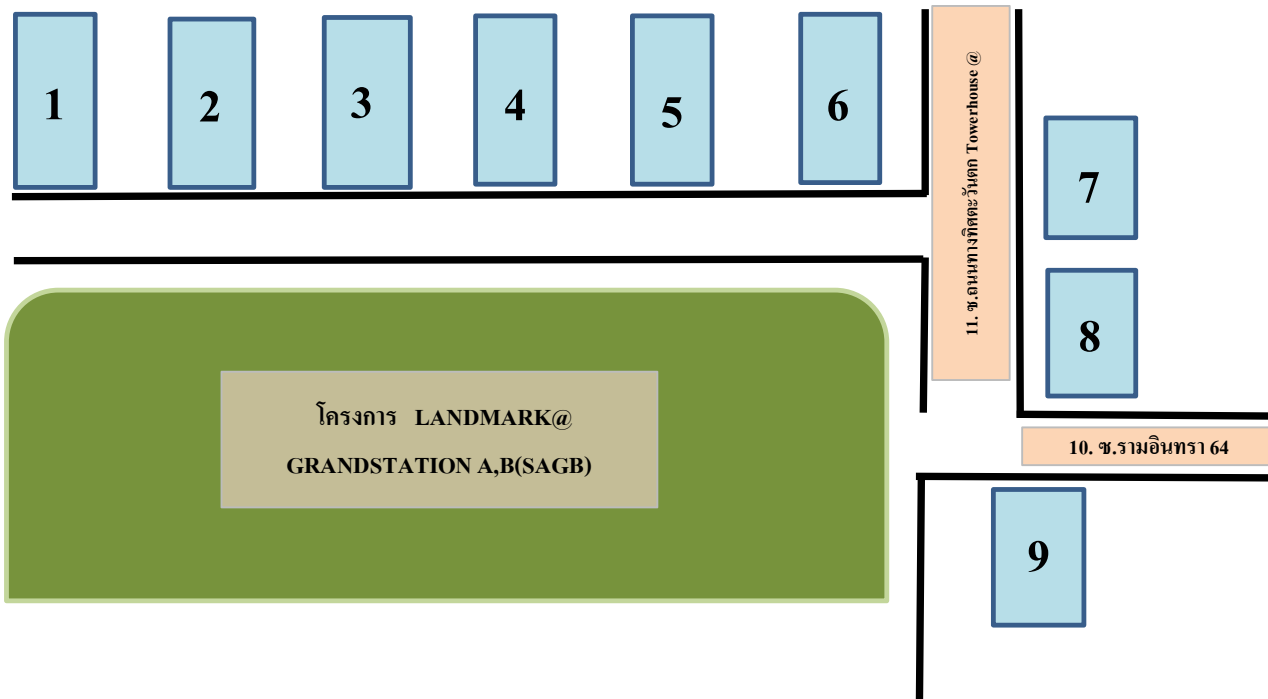 1
2
3
4
5
6
11. ซ.ถนนทางทิศตะวันตก Towerhouse @
7
8
โครงการ LANDMARK@
GRANDSTATION A,B(SAGB)
10. ซ.รามอินทรา 64
9